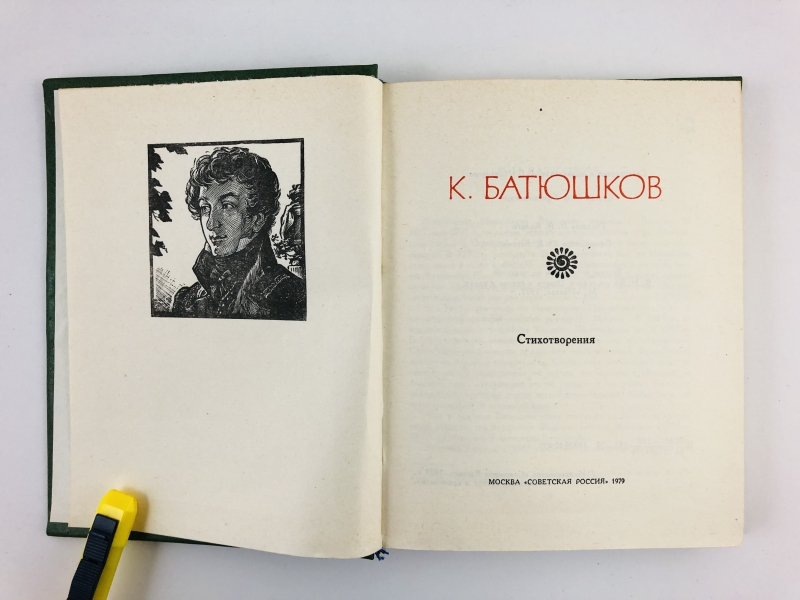 К. БАТЮШКОВ
Стихотворения
МОСКВА «СОВЕТСКАЯ РОССИЯ» 1979